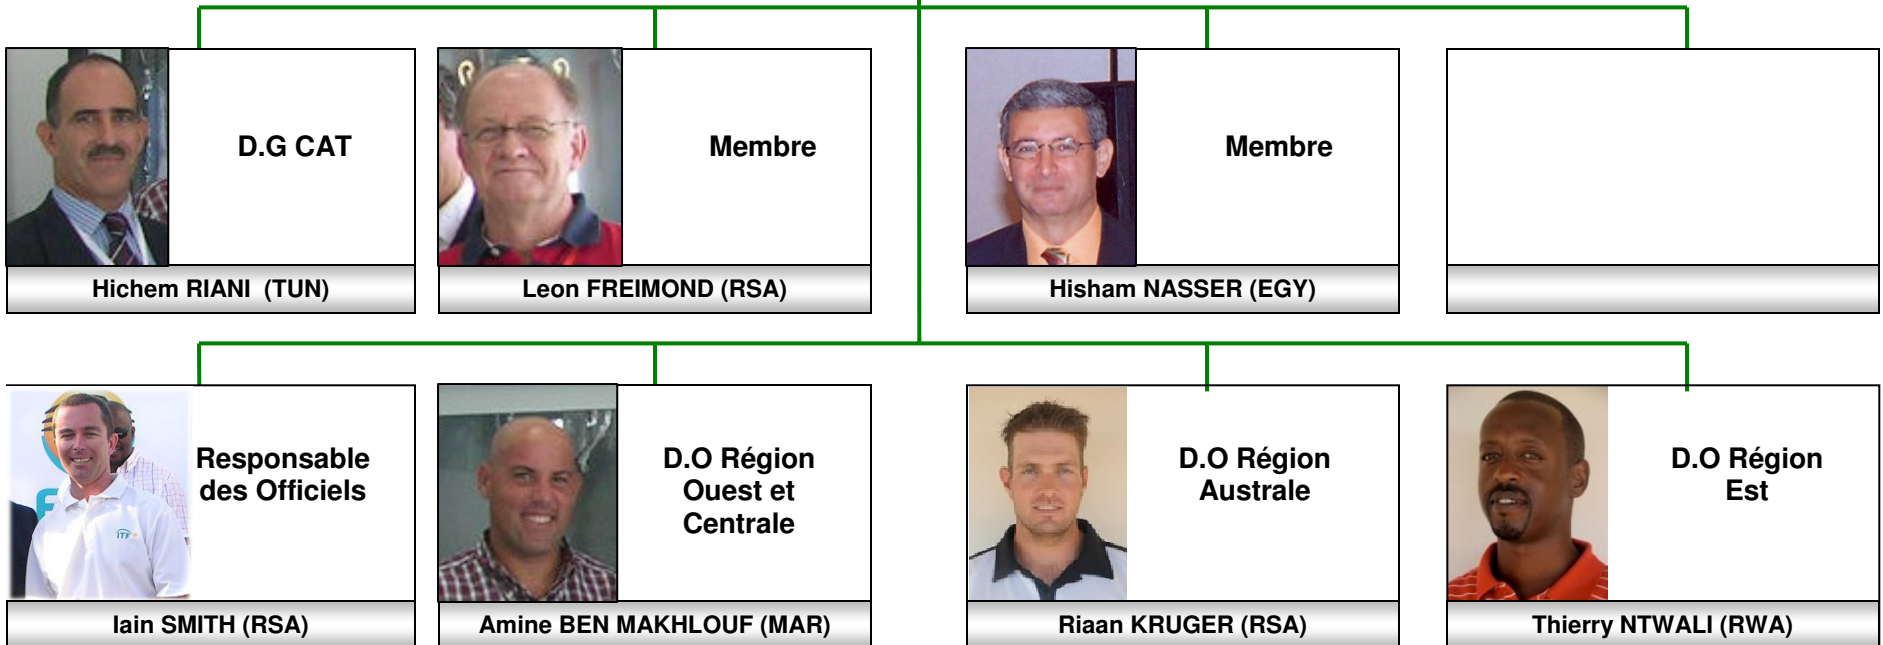 D.G CAT
Hichem RIANI (TUN)
Membre
Leon FREIMOND (RSA)
Membre
Hisham NASSER (EGY)
Responsable
des Officiels
ITF
Iain SMITH (RSA)
D.O Région
Ouest et
Centrale
Amine BEN MAKHLOUF (MAR)
D.O Région
Australe
Riaan KRUGER (RSA)
D.O Région
Est
Thierry NTWALI (RWA)